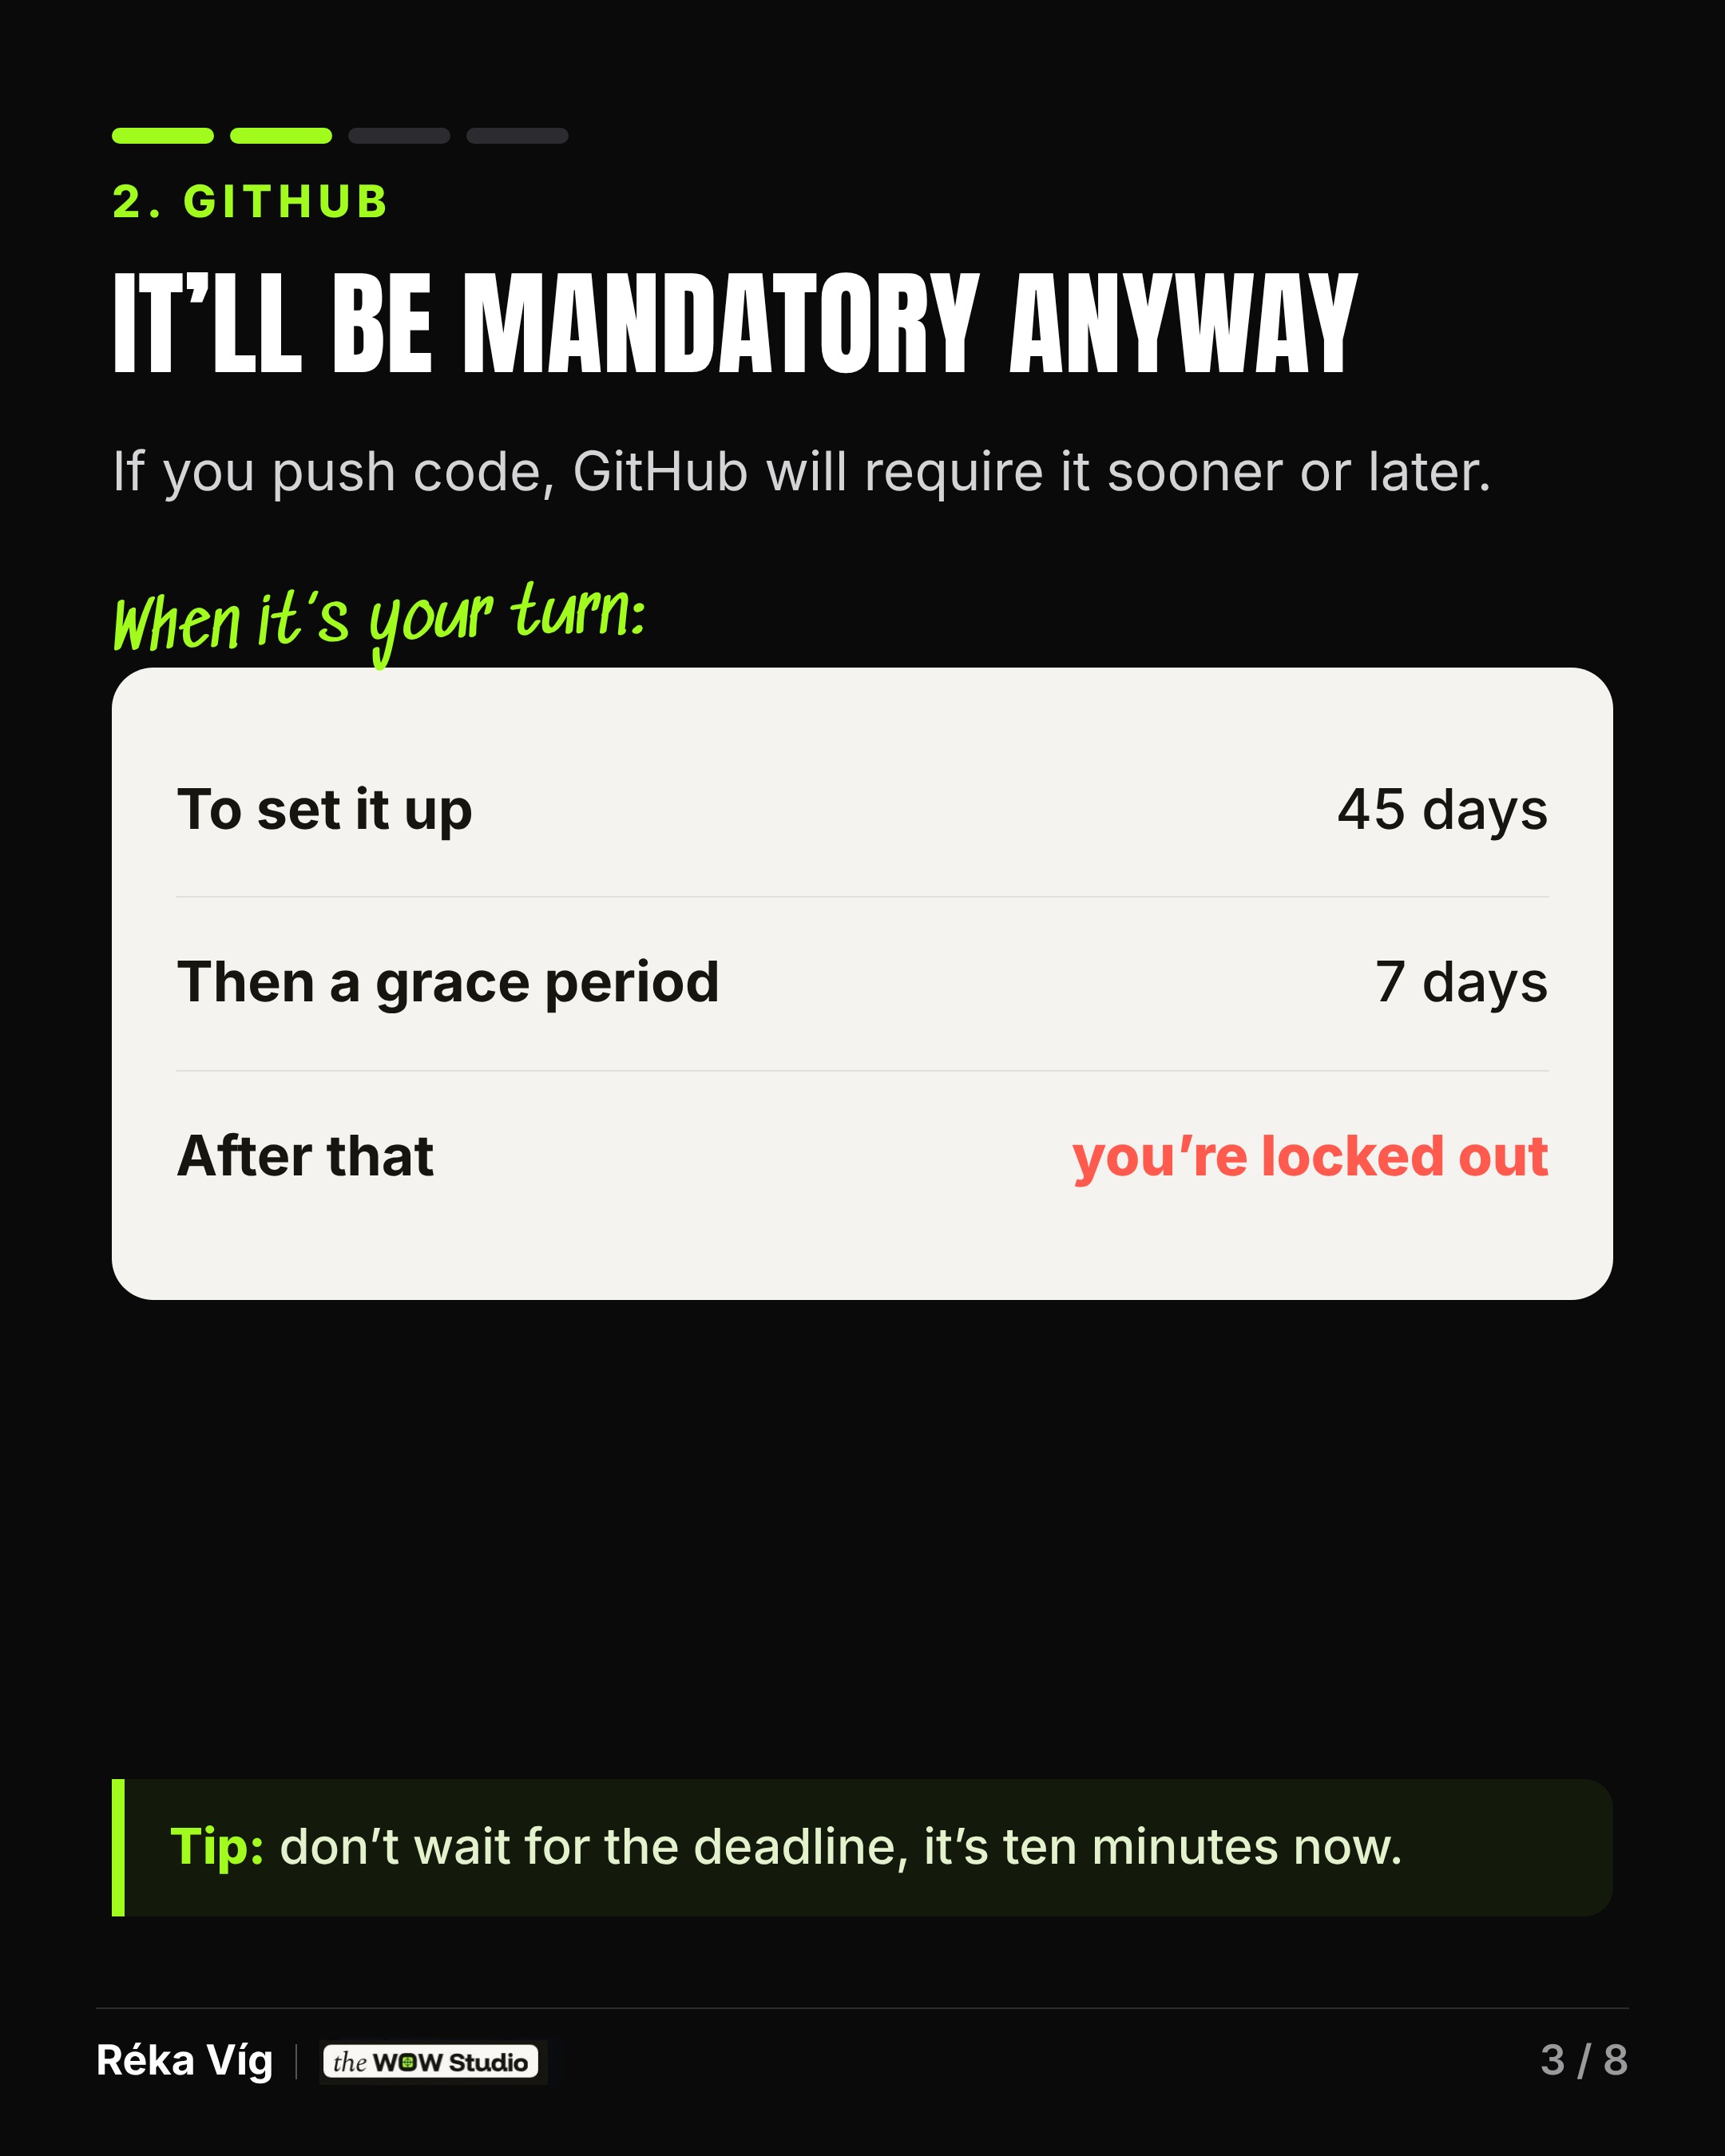 2. GITHUB
IT’LL BE MANDATORY ANYWAY
If you push code, GitHub will require it sooner or later.
When it's your turn:
To set it up 45 days
Then a grace period 7 days
After that you’re locked out
Tip: don’t wait for the deadline, it’s ten minutes now.
Réka Víg the WOW Studio 3 / 8